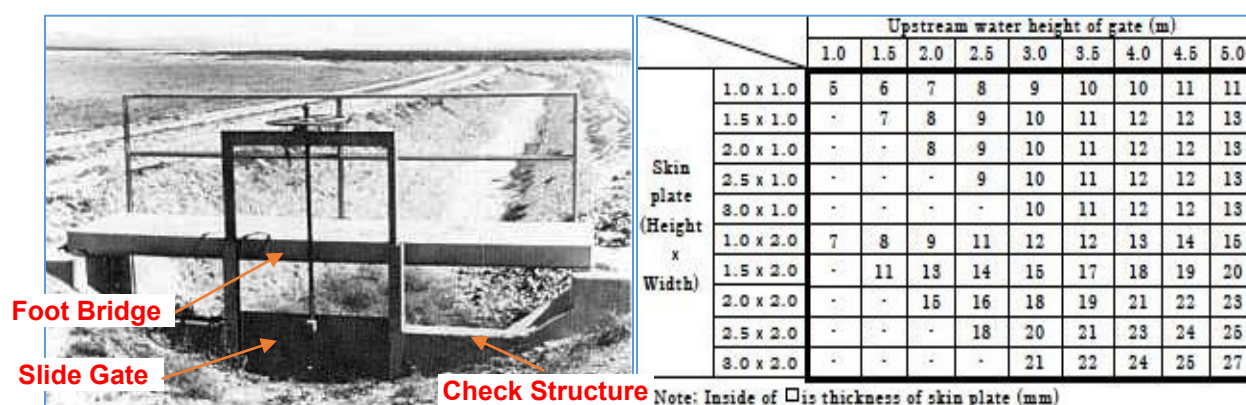 Foot Bridge
Slide Gate
Check Structure
Upstream water height of gate (m)
1.0 1.5 2.0 2.5 3.0 3.5 4.0 4.5 5.0
Skin plate (Height x Width)
1.0 x 1.0 5 6 7 8 9 10 10 11 11
1.5 x 1.0 - 7 8 9 10 11 12 12 13
2.0 x 1.0 - - 8 9 10 11 12 12 13
2.5 x 1.0 - - - 9 10 11 12 12 13
3.0 x 1.0 - - - - 10 11 12 12 13
1.0 x 2.0 7 8 9 11 12 12 13 14 15
1.5 x 2.0 - 11 13 14 15 17 18 19 20
2.0 x 2.0 - - 15 16 18 19 21 22 23
2.5 x 2.0 - - - 18 20 21 23 24 25
3.0 x 2.0 - - - - 21 22 24 25 27
Note: Inside of □ is thickness of skin plate (mm)